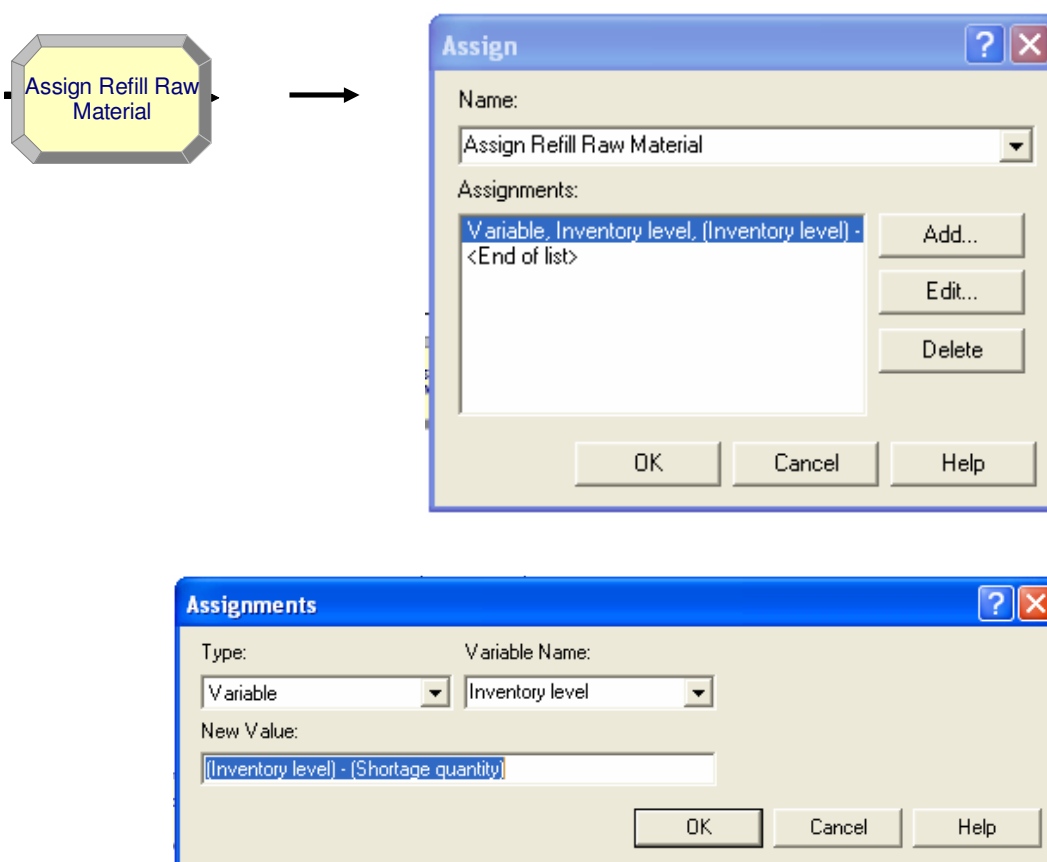 Assign Refill Raw
Material
Assign
Name:
Assign Refill Raw Material
Assignments:
Variable, Inventory level, (Inventory level) -
<End of list>
Add...
Edit...
Delete
OK
Cancel
Help
Assignments
Type:
Variable Name:
Variable
Inventory level
New Value:
(Inventory level) - (Shortage quantity)
OK
Cancel
Help